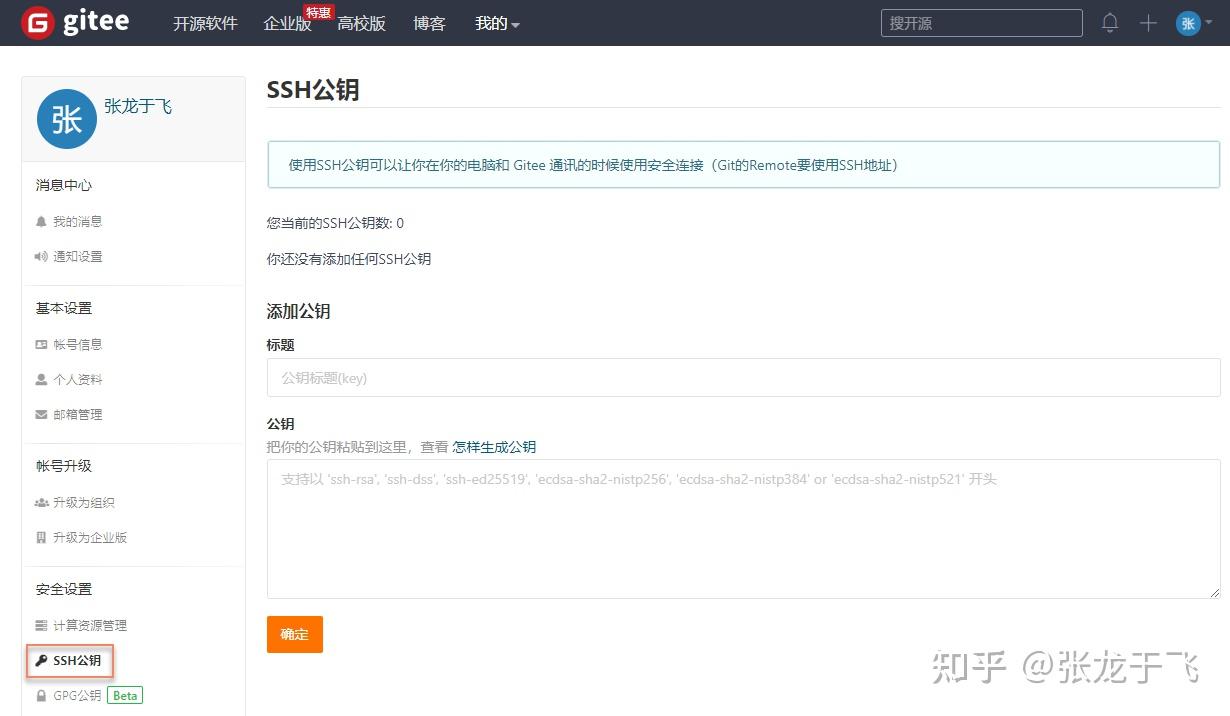 gitee
开源软件 企业版 特惠 高校版 博客 我的 搜开源 张
张 张龙于飞
消息中心
我的消息
通知设置
基本设置
帐号信息
个人资料
邮箱管理
帐号升级
升级为组织
升级为企业版
安全设置
计算资源管理
SSH公钥
GPG公钥 Beta
SSH公钥
使用SSH公钥可以让你在你的电脑和 Gitee 通讯的时候使用安全连接（Git的Remote要使用SSH地址）
您当前的SSH公钥数: 0
你还没有添加任何SSH公钥
添加公钥
标题
公钥标题(key)
公钥
把你的公钥粘贴到这里，查看 怎样生成公钥
支持以 'ssh-rsa', 'ssh-dss', 'ssh-ed25519', 'ecdsa-sha2-nistp256', 'ecdsa-sha2-nistp384' or 'ecdsa-sha2-nistp521' 开头
确定
知乎 @张龙于飞